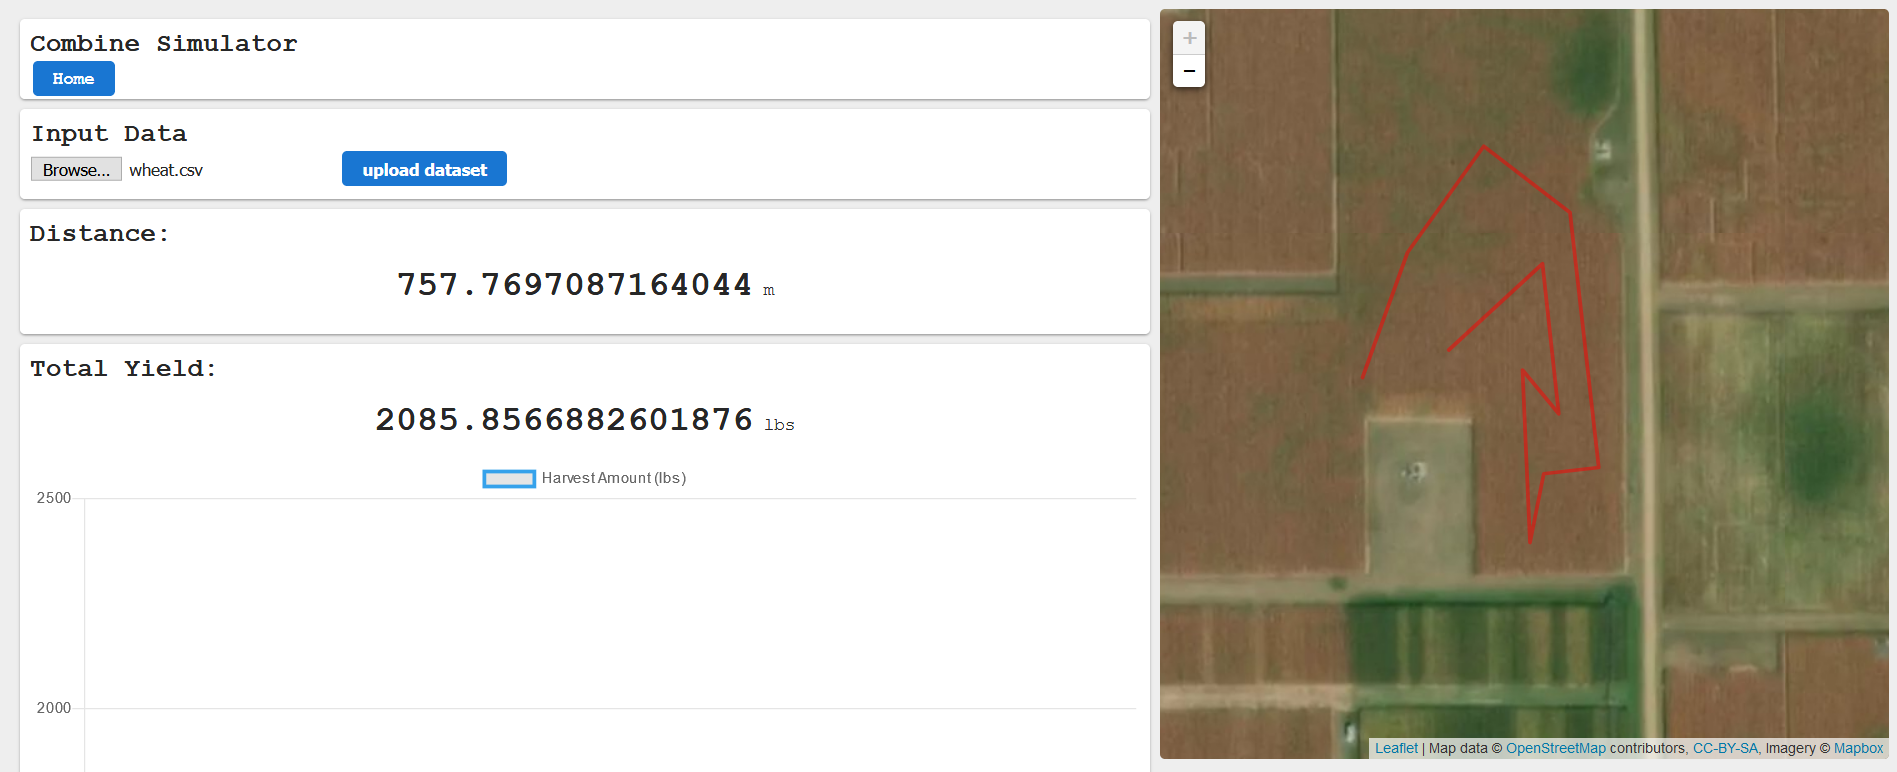 Combine Simulator
Home
Input Data
Browse... wheat.csv upload dataset
Distance:
757.7697087164044 m
Total Yield:
2085.8566882601876 lbs
Harvest Amount (lbs)
2500
2000
+
−
Leaflet | Map data © OpenStreetMap contributors, CC-BY-SA, Imagery © Mapbox